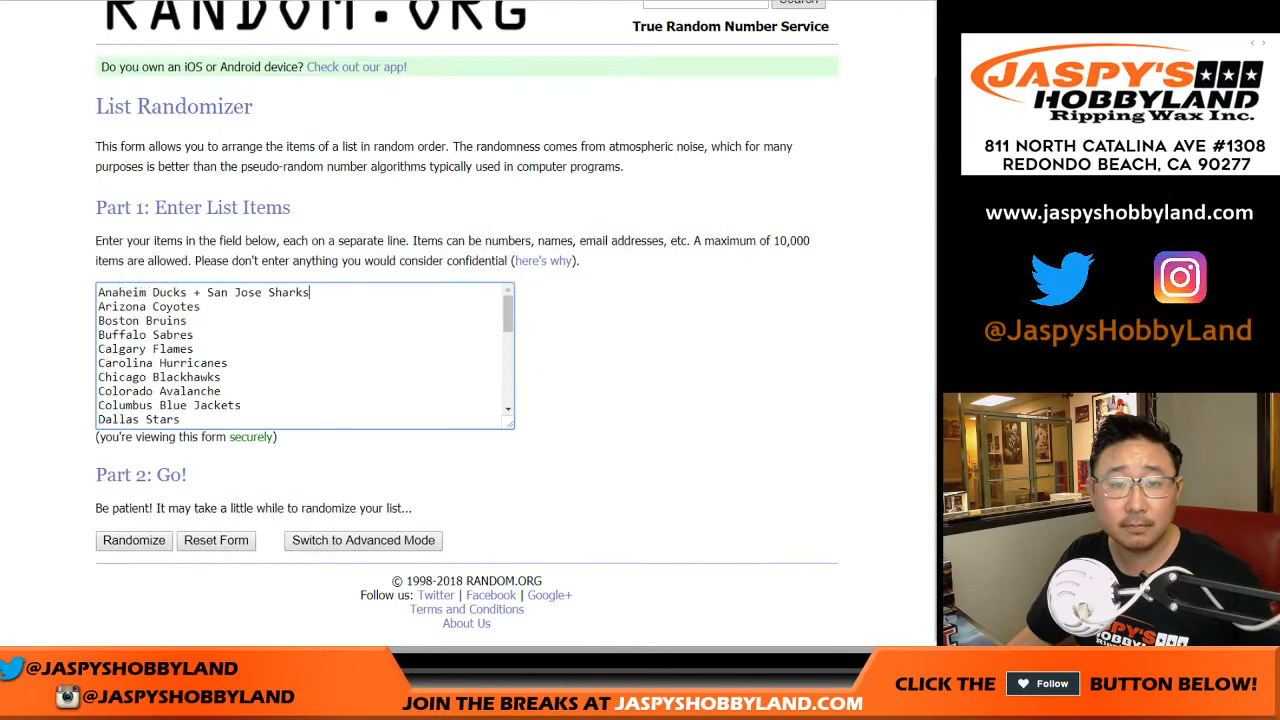 RANDOM.ORG
Search
True Random Number Service
Do you own an iOS or Android device? Check out our app!
List Randomizer
This form allows you to arrange the items of a list in random order. The randomness comes from atmospheric noise, which for many
purposes is better than the pseudo-random number algorithms typically used in computer programs.
Part 1: Enter List Items
Enter your items in the field below, each on a separate line. Items can be numbers, names, email addresses, etc. A maximum of 10,000
items are allowed. Please don't enter anything you would consider confidential (here's why).
Anaheim Ducks + San Jose Sharks
Arizona Coyotes
Boston Bruins
Buffalo Sabres
Calgary Flames
Carolina Hurricanes
Chicago Blackhawks
Colorado Avalanche
Columbus Blue Jackets
Dallas Stars
(you're viewing this form securely)
Part 2: Go!
Be patient! It may take a little while to randomize your list...
Randomize
Reset Form
Switch to Advanced Mode
© 1998-2018 RANDOM.ORG
Follow us: Twitter | Facebook | Google+
Terms and Conditions
About Us
JASPY'S
HOBBYLAND
Ripping Wax Inc.
811 NORTH CATALINA AVE #1308
REDONDO BEACH, CA 90277
www.jaspyshobbyland.com
@JaspysHobbyLand
JASPY'S
HOBBYLAND
@JASPYSHOBBYLAND
@JASPYSHOBBYLAND
JOIN THE BREAKS AT JASPYSHOBBYLAND.COM
CLICK THE Follow BUTTON BELOW!